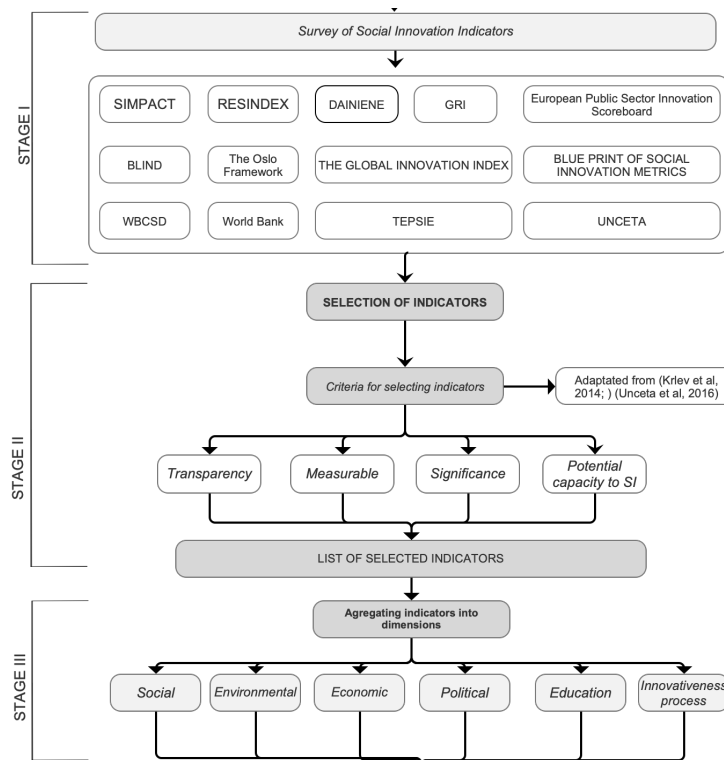 STAGE I
Survey of Social Innovation Indicators
SIMPACT
RESINDEX
DAINIENE
GRI
European Public Sector Innovation
Scoreboard
BLIND
The Oslo
Framework
THE GLOBAL INNOVATION INDEX
BLUE PRINT OF SOCIAL
INNOVATION METRICS
WBCSD
World Bank
TEPSIE
UNCETA
STAGE II
SELECTION OF INDICATORS
Criteria for selecting indicators
Adaptated from (Krlev et al,
2014; ) (Unceta et al, 2016)
Transparency
Measurable
Significance
Potential
capacity to SI
LIST OF SELECTED INDICATORS
STAGE III
Agregating indicators into
dimensions
Social
Environmental
Economic
Political
Education
Innovativeness
process